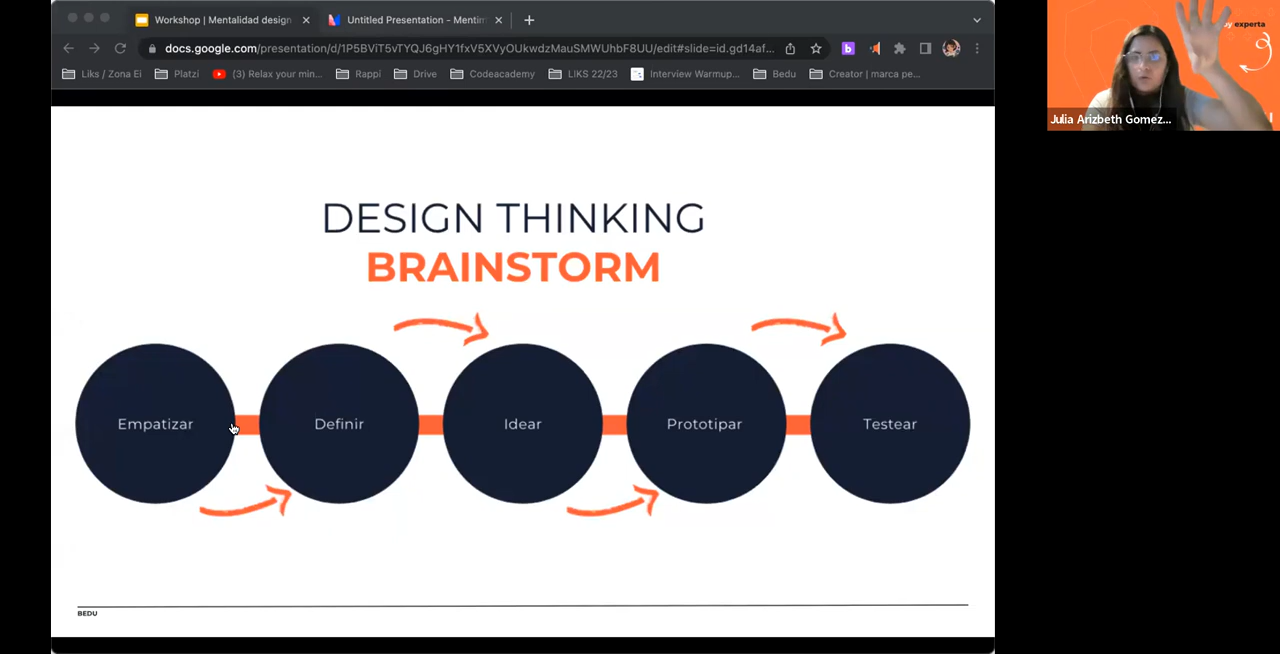 Workshop | Mentalidad design
Untitled Presentation - Mentim
docs.google.com/presentation/d/1P5BViT5vTYQJ6gHY1fxV5XVyOUkwdzMauSMWUhbF8UU/edit#slide=id.gd14af...
Liks / Zona Ei
Platzi
(3) Relax your min...
Rappi
Drive
Codeacademy
LIKS 22/23
Interview Warmup...
Bedu
Creator | marca pe...
experta
Julia Arizbeth Gomez...
DESIGN THINKING
BRAINSTORM
Empatizar
Definir
Idear
Prototipar
Testear
BEDU